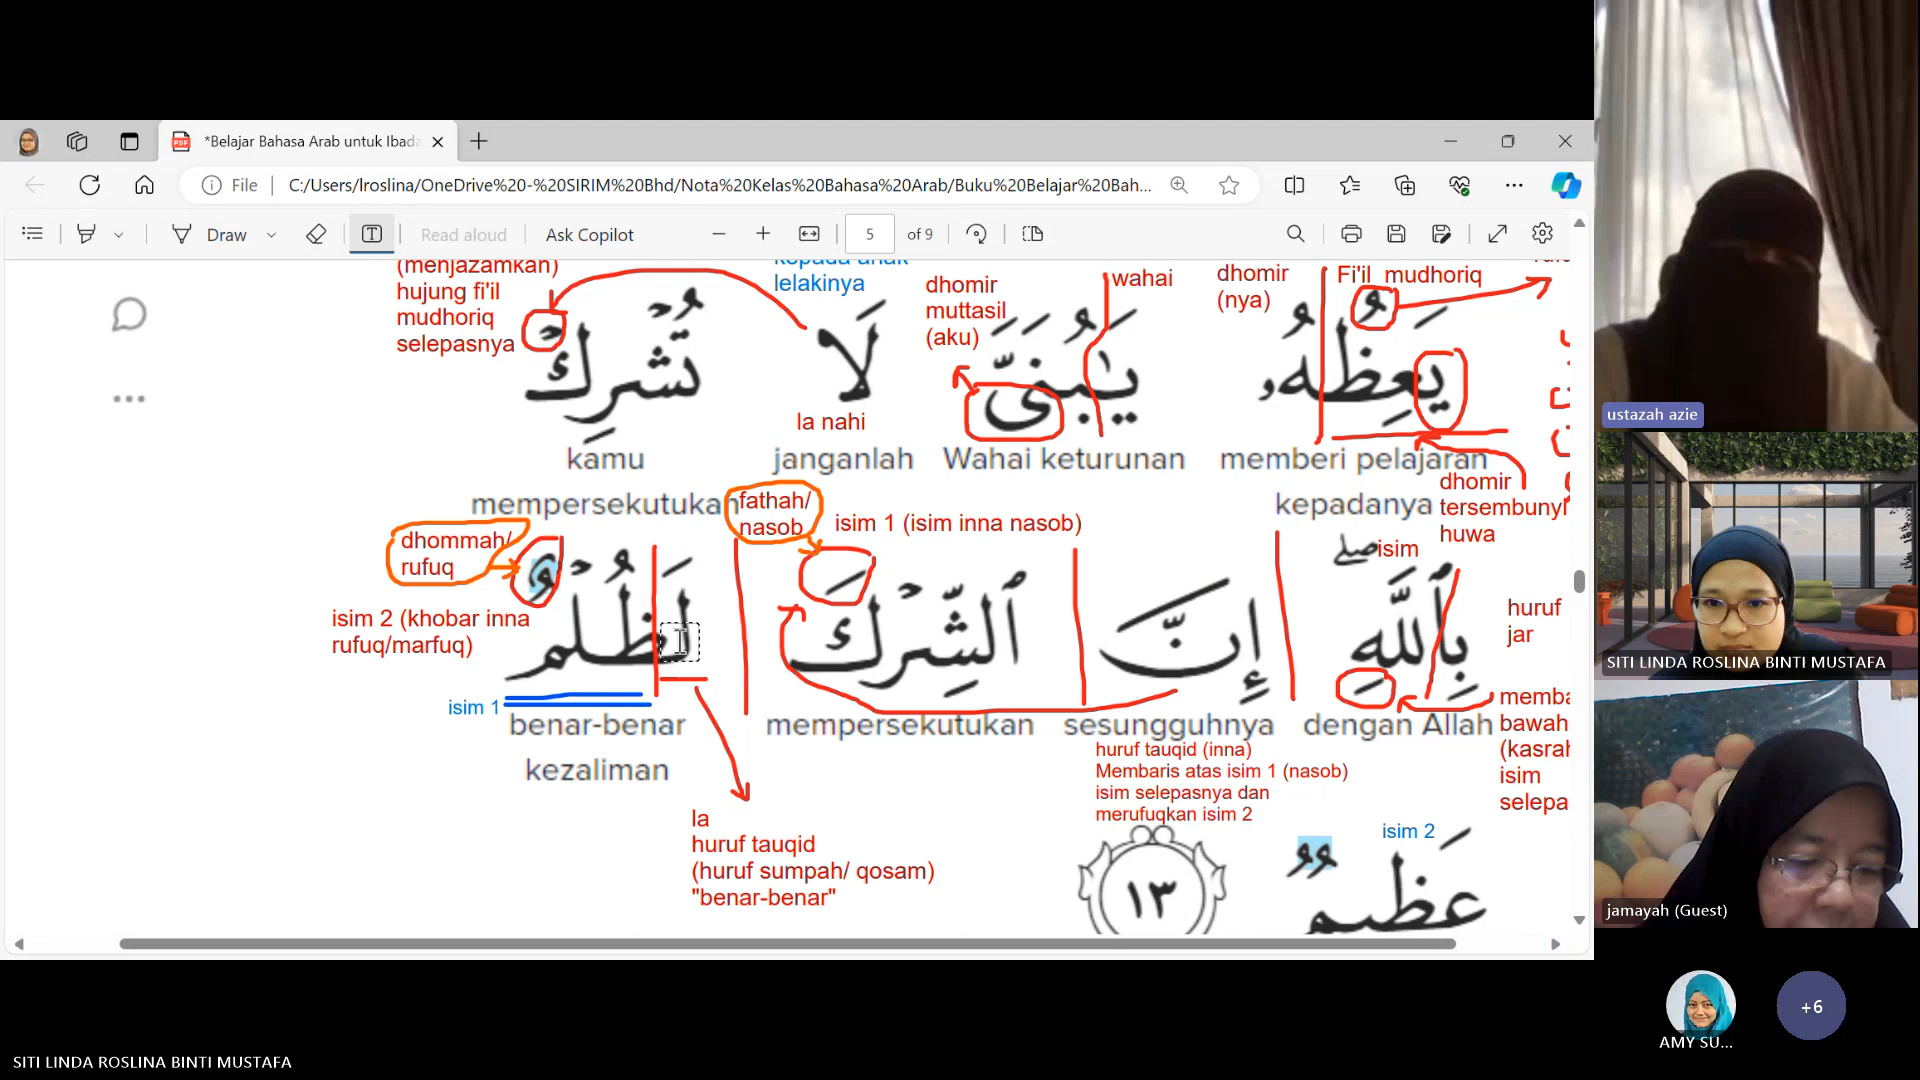 *Belajar Bahasa Arab untuk Ibada
File
C:/Users/lroslina/OneDrive%20-%20SIRIM%20Bhd/Nota%20Kelas%20Bahasa%20Arab/Buku%20Belajar%20Bah...
Draw
Read aloud
Ask Copilot
5
of 9
(menjazamkan)
hujung fi'il
mudhoriq
selepasnya
kepada anak
lelakinya
dhomir
muttasil
(aku)
wahai
dhomir
(nya)
Fi'il mudhoriq
يَعِظُهُۥ يَـٰبُنَىَّ لَا تُشْرِكْ
la nahi
memberi pelajaran
kepadanya
Wahai keturunan
janganlah
kamu
mempersekutukan
dhomir
tersembunyi
huwa
fathah/
nasob
isim 1 (isim inna nasob)
dhommah/
rufuq
isim
huruf
jar
بِٱللَّهِ ۖ إِنَّ ٱلشِّرْكَ لَظُلْمٌ
isim 2 (khobar inna
rufuq/marfuq)
isim 1
dengan Allah
sesungguhnya
mempersekutukan
benar-benar
kezaliman
memba
bawah
(kasrah
isim
selepa
huruf tauqid (inna)
Membaris atas isim 1 (nasob)
isim selepasnya dan
merufuqkan isim 2
la
huruf tauqid
(huruf sumpah/ qosam)
"benar-benar"
isim 2
عَظِيمٌ ١٣
ustazah azie
SITI LINDA ROSLINA BINTI MUSTAFA
jamayah (Guest)
AMY SU...
+6
SITI LINDA ROSLINA BINTI MUSTAFA